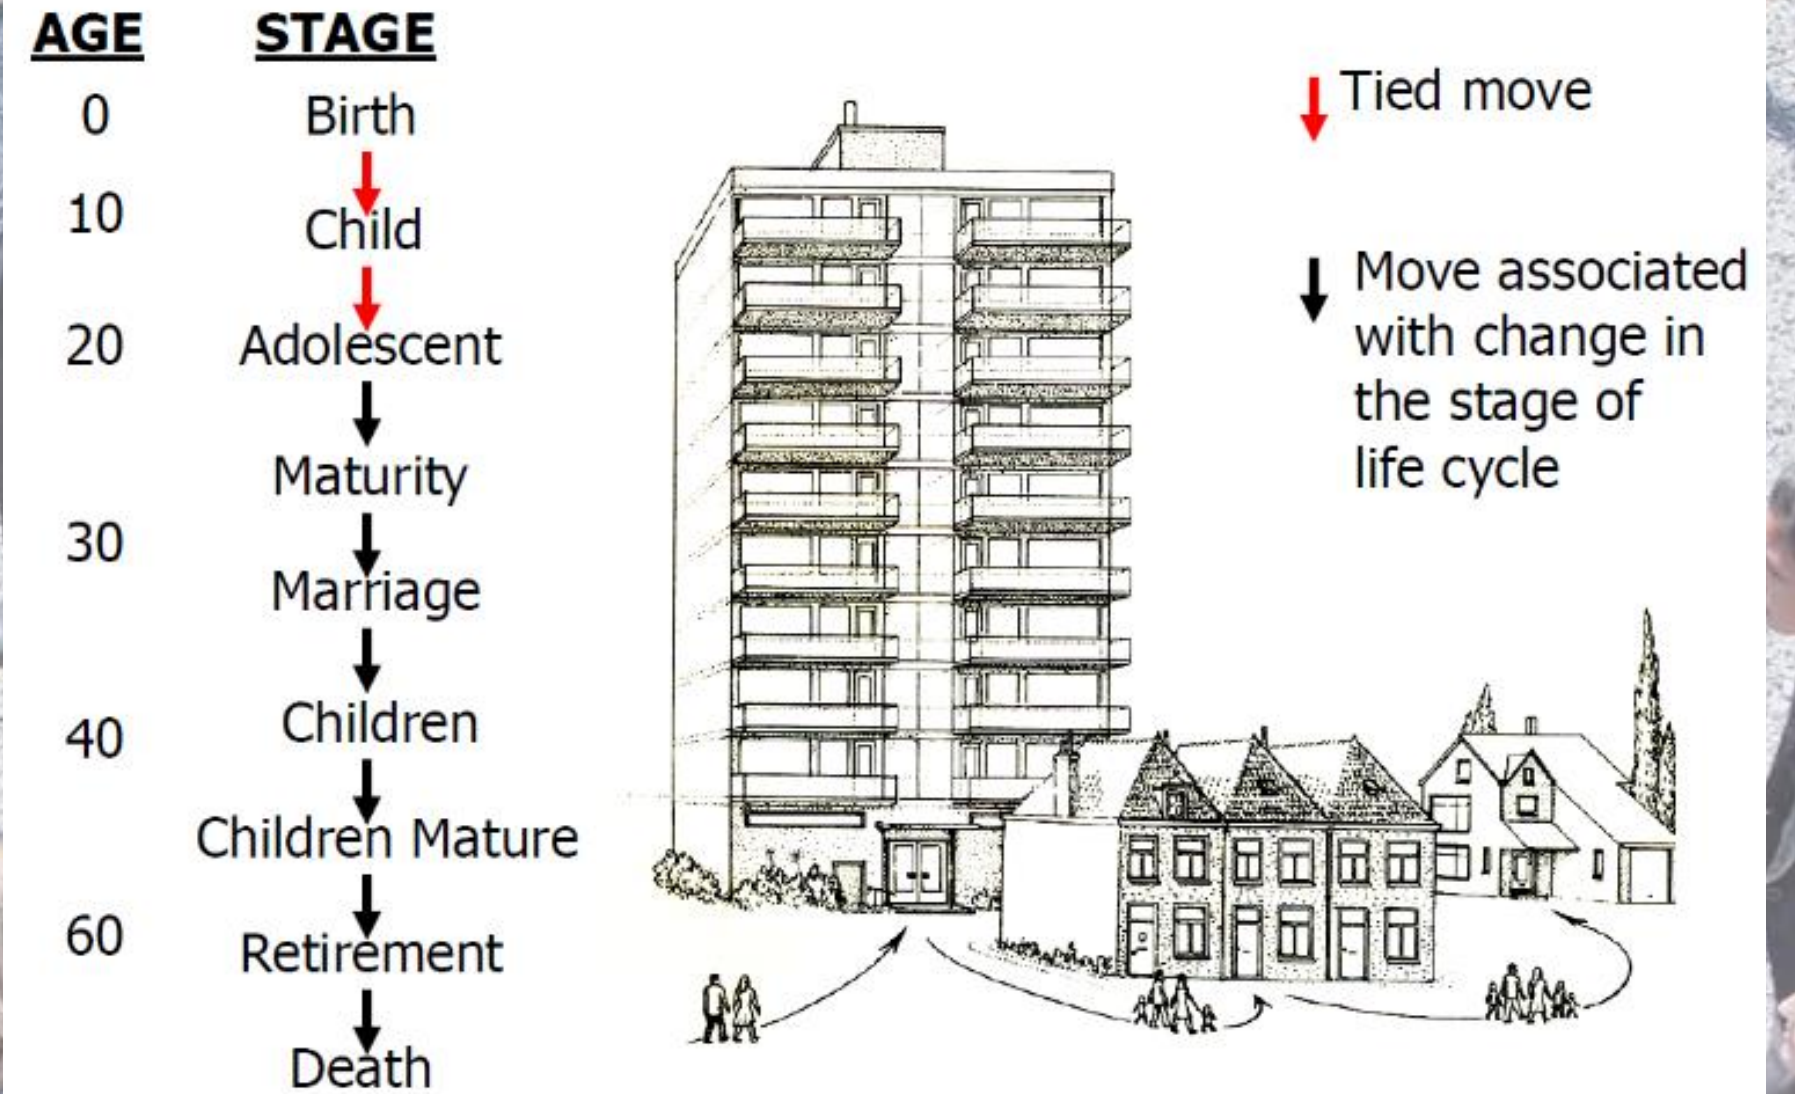 AGE STAGE
0 Birth
10 Child
20 Adolescent
Maturity
30
Marriage
Children
40
Children Mature
60 Retirement
Death
Tied move
Move associated
with change in
the stage of
life cycle